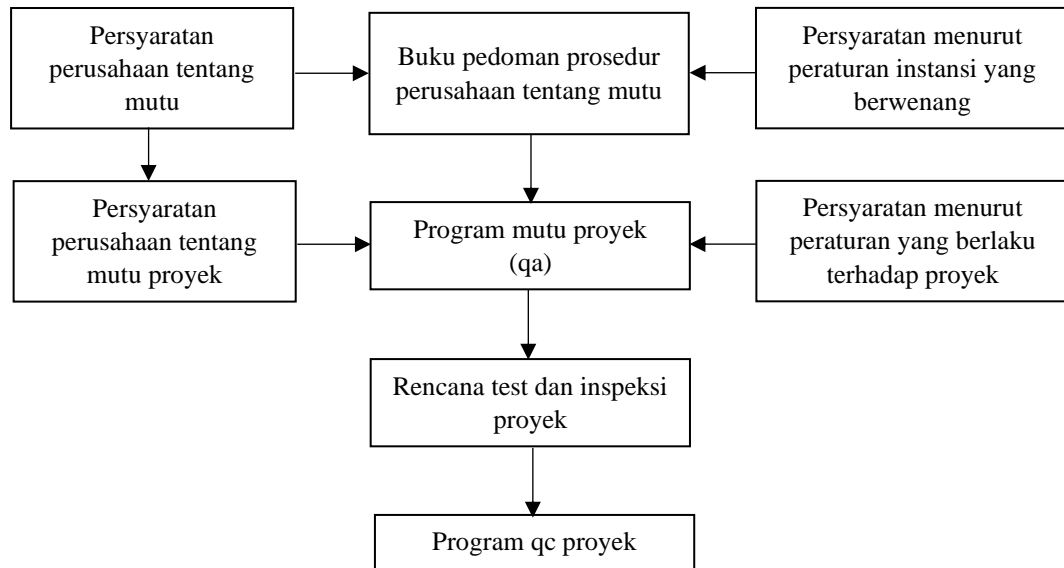 Persyaratan
perusahaan tentang
mutu
Buku pedoman prosedur
perusahaan tentang mutu
Persyaratan menurut
peraturan instansi yang
berwenang
Persyaratan
perusahaan tentang
mutu proyek
Program mutu proyek
(qa)
Persyaratan menurut
peraturan yang berlaku
terhadap proyek
Rencana test dan inspeksi
proyek
Program qc proyek